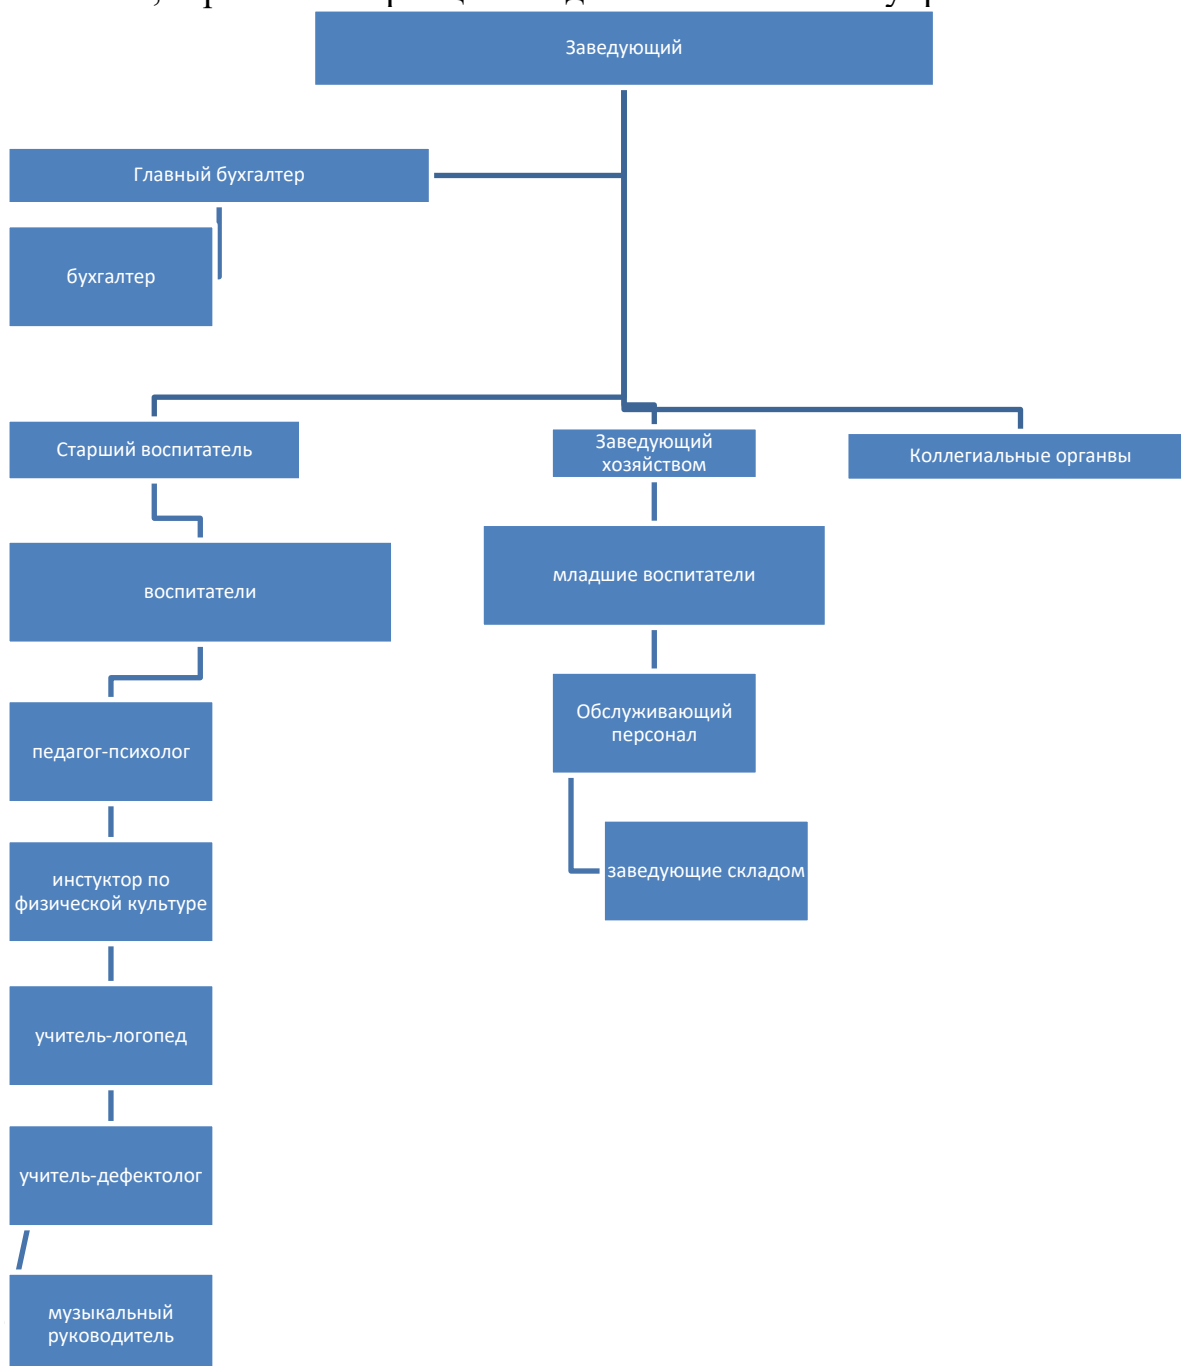 Заведующий
Главный бухгалтер
бухгалтер
Старший воспитатель
Заведующий
хозяйством
Коллегиальные органвы
воспитатели
младшие воспитатели
педагог-психолог
Обслуживающий
персонал
инстуктор по
физической культуре
заведующие складом
учитель-логопед
учитель-дефектолог
музыкальный
руководитель